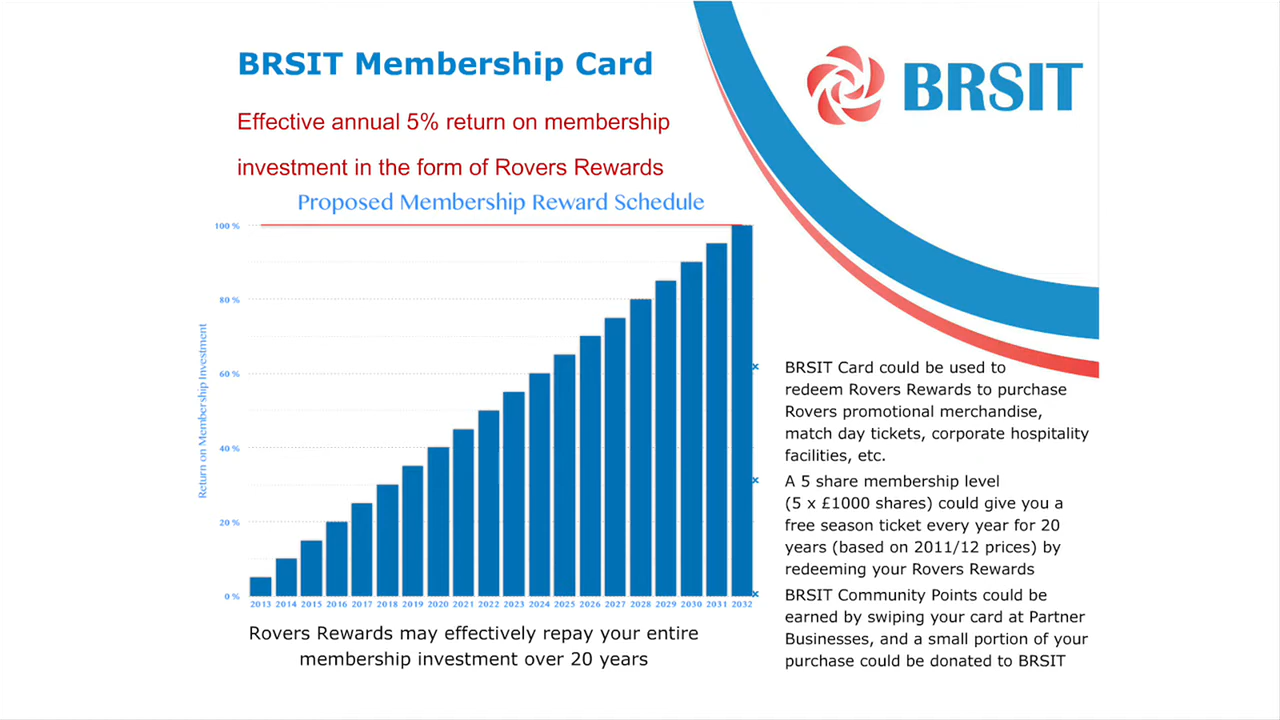 BRSIT Membership Card
BRSIT
Effective annual 5% return on membership
investment in the form of Rovers Rewards
Proposed Membership Reward Schedule
Return on Membership Investment
100 %
80 %
60 %
40 %
20 %
0 %
2013 2014 2015 2016 2017 2018 2019 2020 2021 2022 2023 2024 2025 2026 2027 2028 2029 2030 2031 2032
Rovers Rewards may effectively repay your entire
membership investment over 20 years
BRSIT Card could be used to
redeem Rovers Rewards to purchase
Rovers promotional merchandise,
match day tickets, corporate hospitality
facilities, etc.
A 5 share membership level
(5 x £1000 shares) could give you a
free season ticket every year for 20
years (based on 2011/12 prices) by
redeeming your Rovers Rewards
BRSIT Community Points could be
earned by swiping your card at Partner
Businesses, and a small portion of your
purchase could be donated to BRSIT